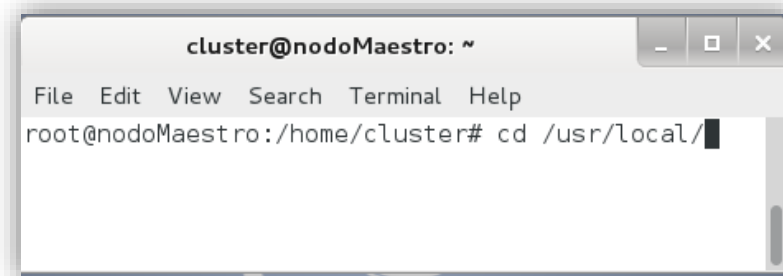 cluster@nodoMaestro: ~
File Edit View Search Terminal Help
root@nodoMaestro:/home/cluster# cd /usr/local/